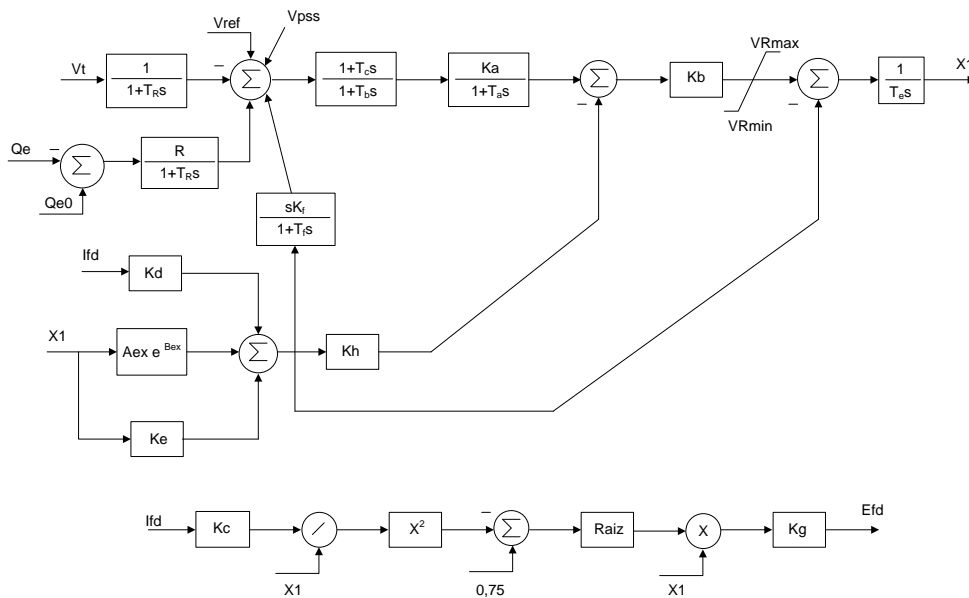 Vref
Vpss
Vt
1
1+TRs
−
Σ
1+Tcs
1+Tbs
Ka
1+Tas
Σ
−
Kb
VRmax
VRmin
Σ
−
1
Tes
X1
Qe
−
Σ
Qe0
R
1+TRs
sKf
1+Tfs
Ifd
Kd
X1
Aex e Bex
Σ
Kh
Ke
Ifd
Kc
/
X1
X2
−
Σ
0,75
Raiz
X
X1
Kg
Efd